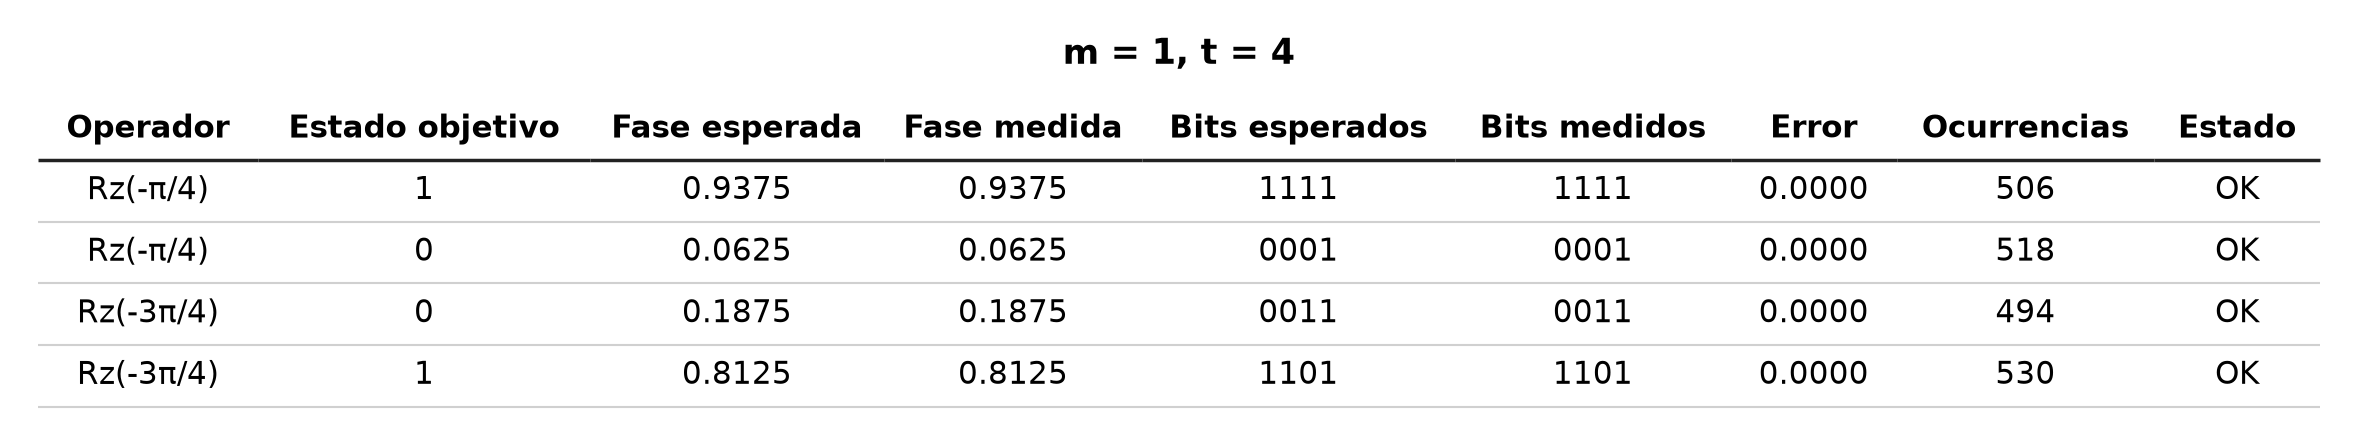 m = 1, t = 4
Operador Estado objetivo Fase esperada Fase medida Bits esperados Bits medidos Error Ocurrencias Estado
Rz(-π/4) 1 0.9375 0.9375 1111 1111 0.0000 506 OK
Rz(-π/4) 0 0.0625 0.0625 0001 0001 0.0000 518 OK
Rz(-3π/4) 0 0.1875 0.1875 0011 0011 0.0000 494 OK
Rz(-3π/4) 1 0.8125 0.8125 1101 1101 0.0000 530 OK